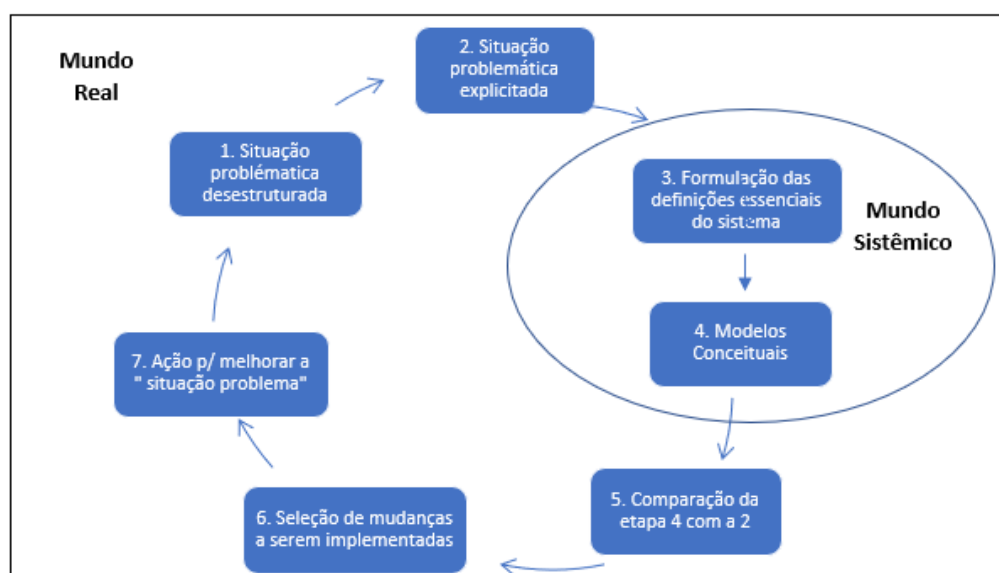 Mundo
Real
2. Situação
problemática
explicitada
1. Situação
problématica
desestruturada
3. Formulação das
definições essenciais
do sistema
Mundo
Sistêmico
4. Modelos
Conceituais
7. Ação p/ melhorar a
" situação problema"
5. Comparação da
etapa 4 com a 2
6. Seleção de mudanças
a serem implementadas